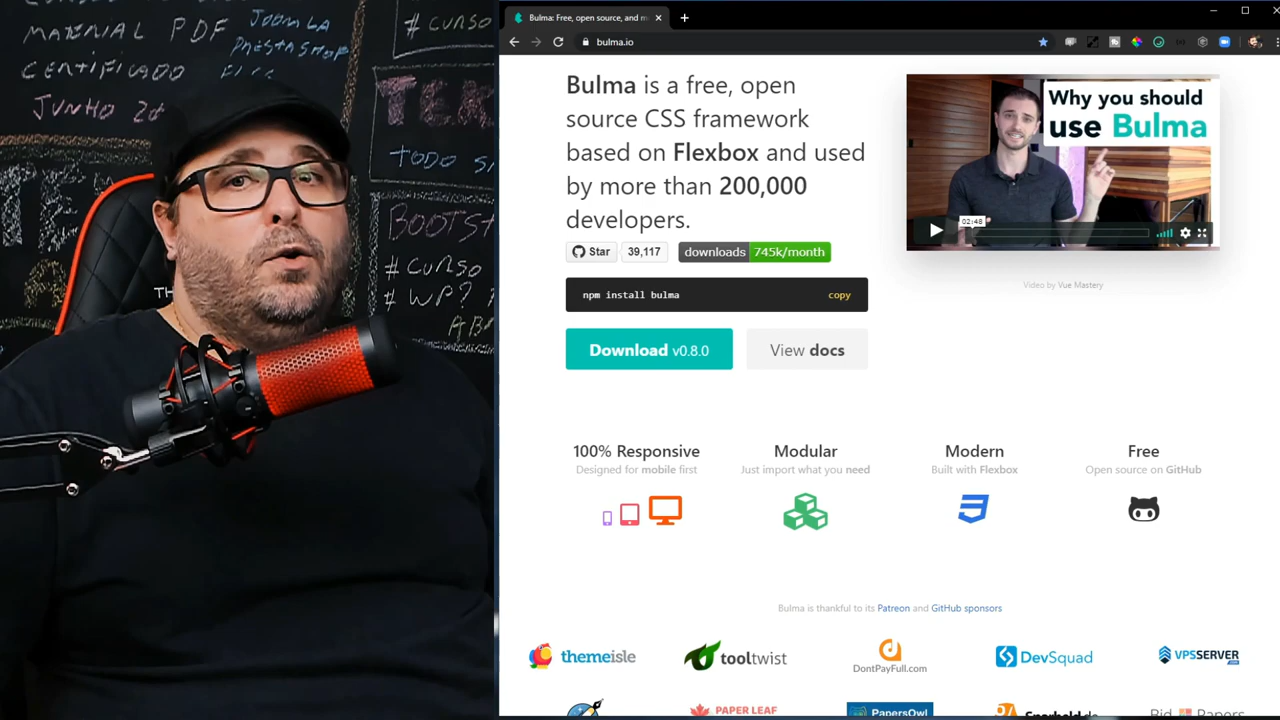 MATERIAL PDF
CERTIFICADO
JUNHO
JOOMLA
PRESTASHOP
# CURSO
TODO
BOOTST
# CURSO
# WP?
TH
Bulma: Free, open source, and m
bulma.io
Bulma is a free, open
source CSS framework
based on Flexbox and used
by more than 200,000
developers.
Star 39,117 downloads 745k/month
npm install bulma copy
Download v0.8.0 View docs
Why you should
use Bulma
02:48
Video by Vue Mastery
100% Responsive
Designed for mobile first
Modular
Just import what you need
Modern
Built with Flexbox
Free
Open source on GitHub
Bulma is thankful to its Patreon and GitHub sponsors
themeisle
tooltwist
DontPayFull.com
DevSquad
VPSSERVER
.com
PAPER LEAF
PapersOwl